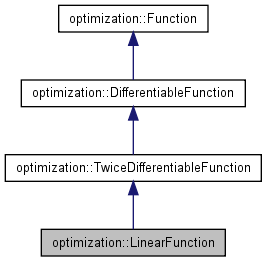 optimization::Function
optimization::DifferentiableFunction
optimization::TwiceDifferentiableFunction
optimization::LinearFunction